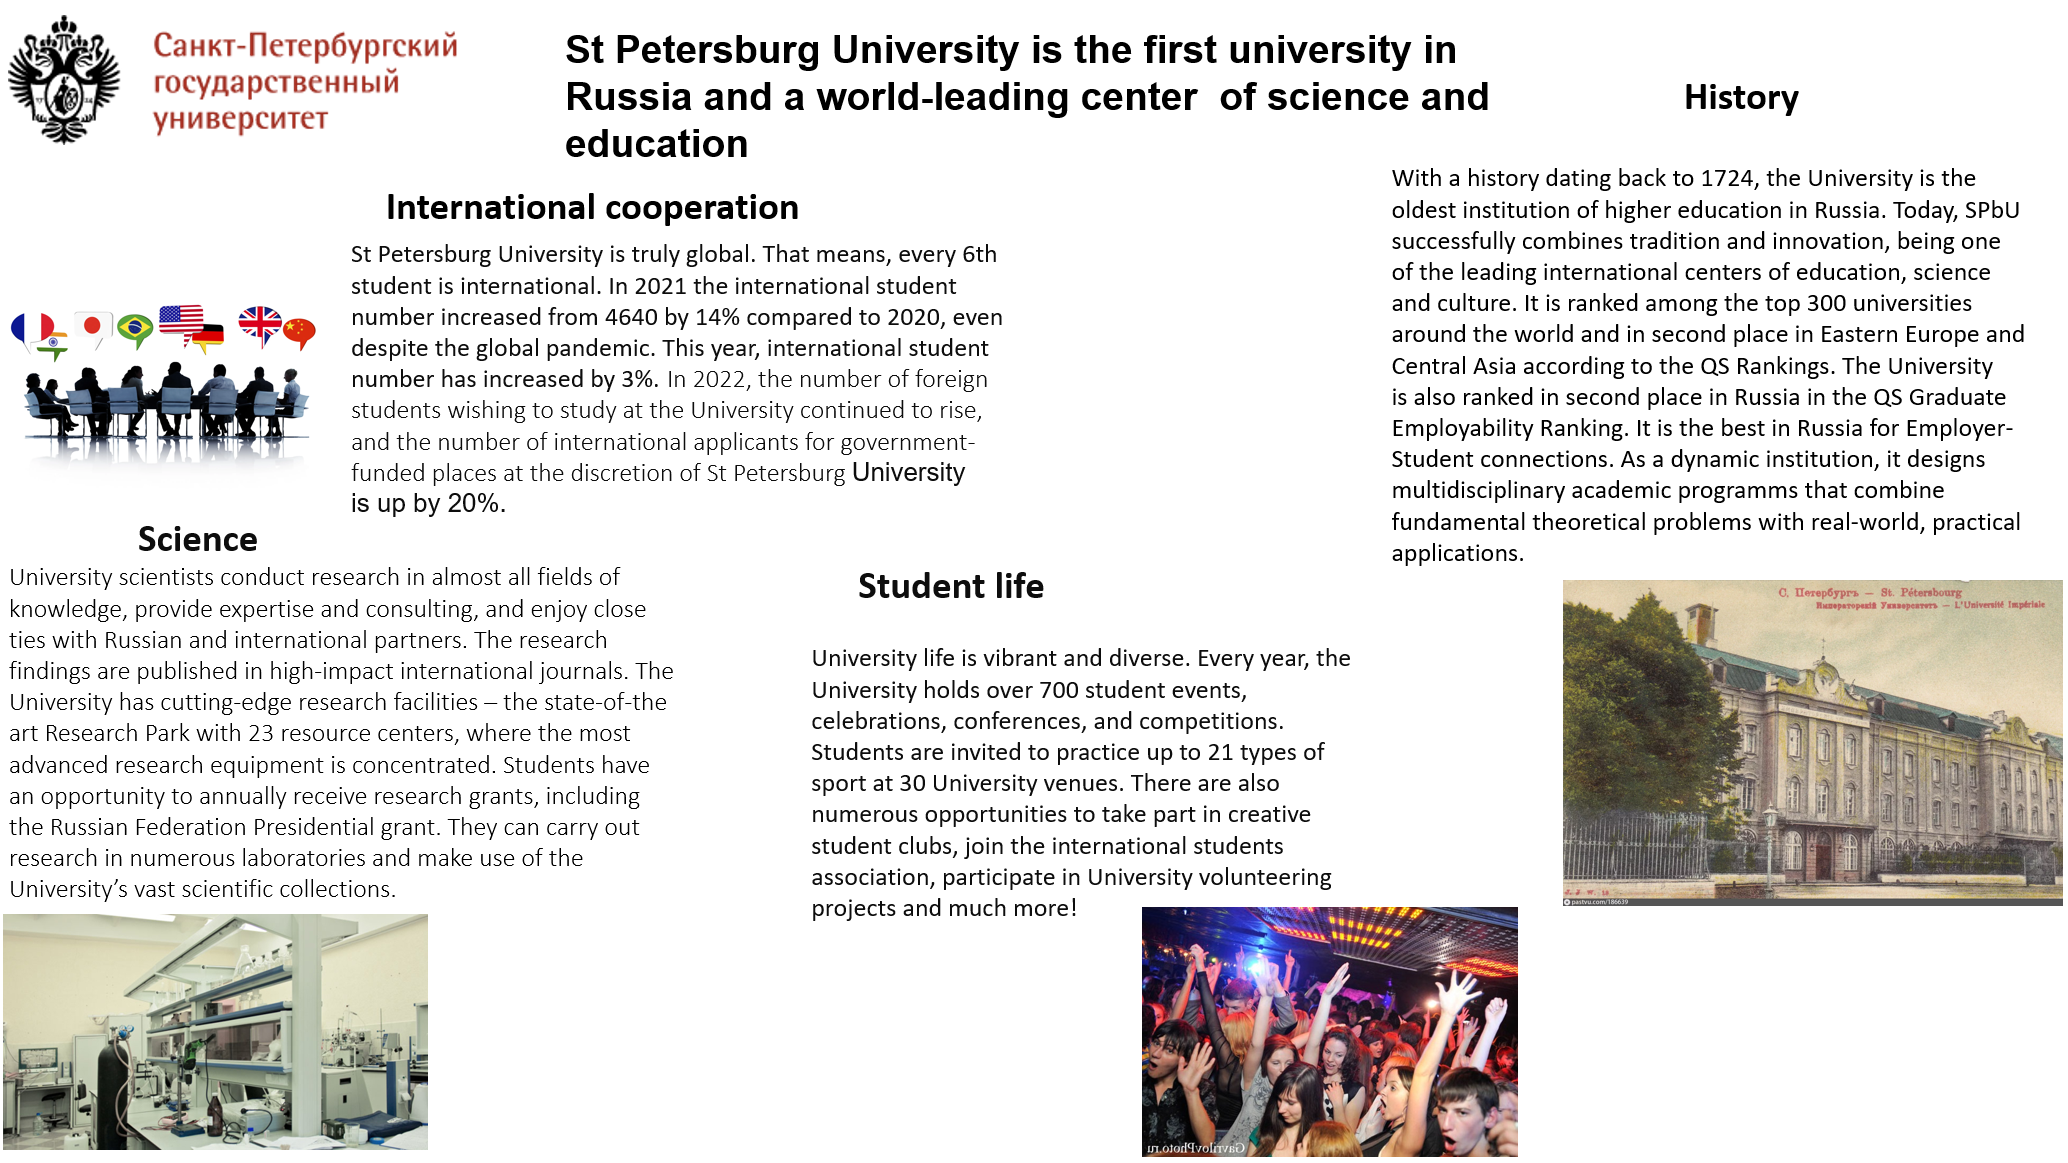 Санкт-Петербургский
государственный
университет
St Petersburg University is the first university in
Russia and a world-leading center  of science and
education
International cooperation
St Petersburg University is truly global. That means, every 6th
student is international. In 2021 the international student
number increased from 4640 by 14% compared to 2020, even
despite the global pandemic. This year, international student
number has increased by 3%. In 2022, the number of foreign
students wishing to study at the University continued to rise,
and the number of international applicants for government-
funded places at the discretion of St Petersburg University
is up by 20%.
Science
University scientists conduct research in almost all fields of
knowledge, provide expertise and consulting, and enjoy close
ties with Russian and international partners. The research
findings are published in high-impact international journals. The
University has cutting-edge research facilities – the state-of-the
art Research Park with 23 resource centers, where the most
advanced research equipment is concentrated. Students have
an opportunity to annually receive research grants, including
the Russian Federation Presidential grant. They can carry out
research in numerous laboratories and make use of the
University’s vast scientific collections.
Student life
University life is vibrant and diverse. Every year, the
University holds over 700 student events,
celebrations, conferences, and competitions.
Students are invited to practice up to 21 types of
sport at 30 University venues. There are also
numerous opportunities to take part in creative
student clubs, join the international students
association, participate in University volunteering
projects and much more!
GavrilovPhoto.ru
History
With a history dating back to 1724, the University is the
oldest institution of higher education in Russia. Today, SPbU
successfully combines tradition and innovation, being one
of the leading international centers of education, science
and culture. It is ranked among the top 300 universities
around the world and in second place in Eastern Europe and
Central Asia according to the QS Rankings. The University
is also ranked in second place in Russia in the QS Graduate
Employability Ranking. It is the best in Russia for Employer-
Student connections. As a dynamic institution, it designs
multidisciplinary academic programms that combine
fundamental theoretical problems with real-world, practical
applications.
С. Петербургъ — St. Pétersbourg
Императорскій Университетъ — L'Université Impériale
pastvu.com/186639